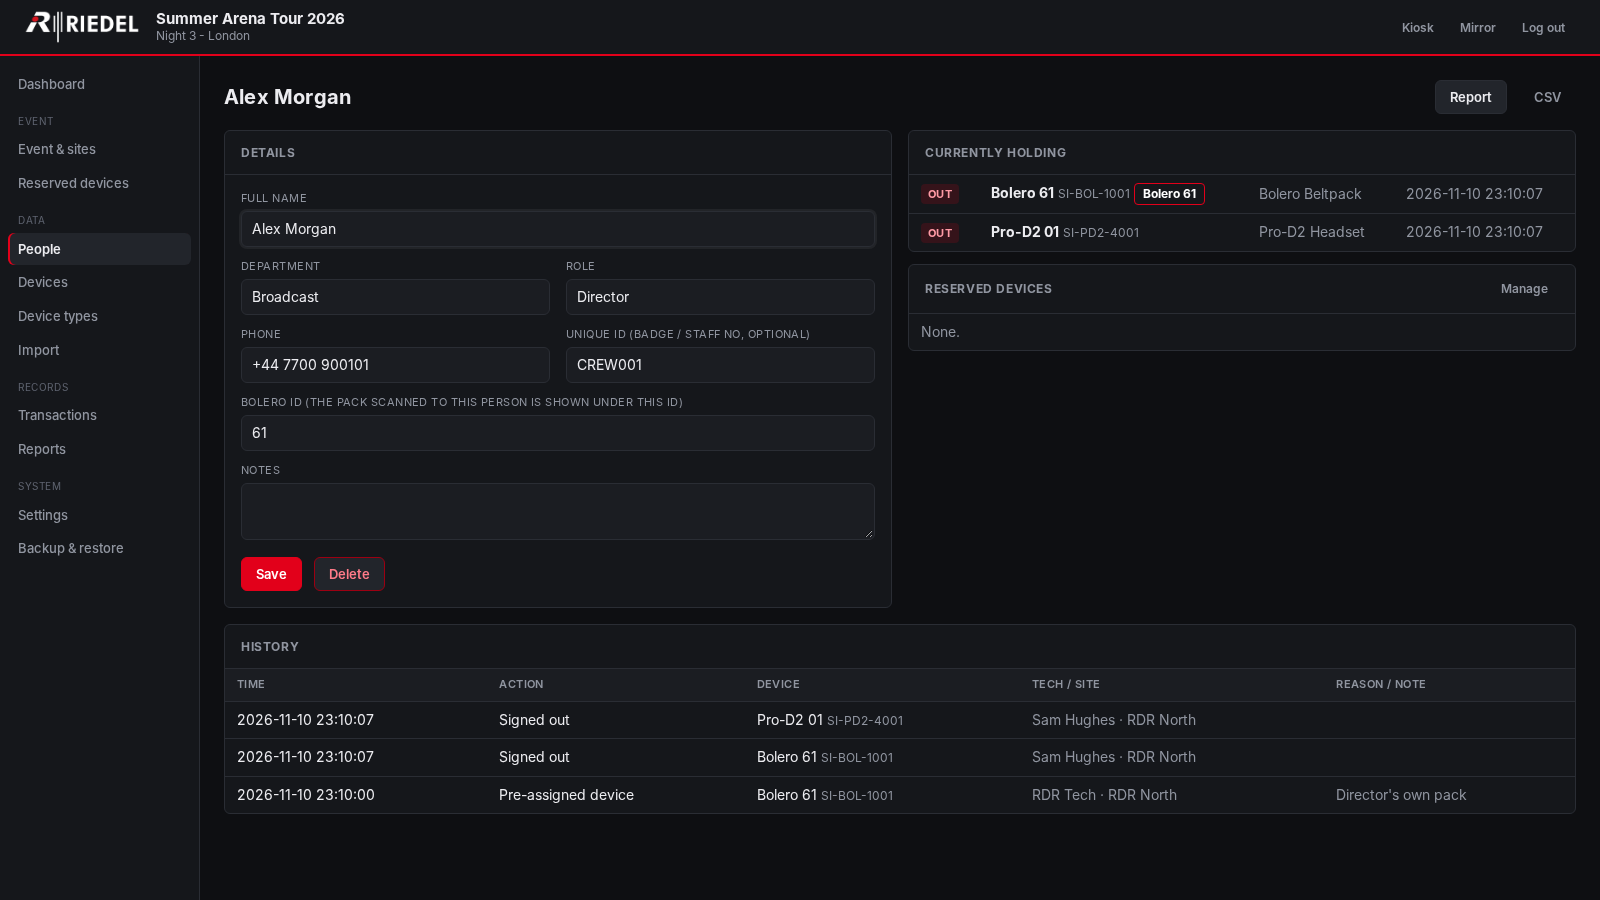 RIEDEL
Summer Arena Tour 2026
Night 3 - London
Kiosk
Mirror
Log out
Dashboard
EVENT
Event & sites
Reserved devices
DATA
People
Devices
Device types
Import
RECORDS
Transactions
Reports
SYSTEM
Settings
Backup & restore
Alex Morgan
Report
CSV
DETAILS
FULL NAME
Alex Morgan
DEPARTMENT
ROLE
Broadcast
Director
PHONE
UNIQUE ID (BADGE / STAFF NO, OPTIONAL)
+44 7700 900101
CREW001
BOLERO ID (THE PACK SCANNED TO THIS PERSON IS SHOWN UNDER THIS ID)
61
NOTES
Save
Delete
CURRENTLY HOLDING
OUT Bolero 61 SI-BOL-1001 Bolero 61 Bolero Beltpack 2026-11-10 23:10:07
OUT Pro-D2 01 SI-PD2-4001 Pro-D2 Headset 2026-11-10 23:10:07
RESERVED DEVICES
Manage
None.
HISTORY
TIME ACTION DEVICE TECH / SITE REASON / NOTE
2026-11-10 23:10:07 Signed out Pro-D2 01 SI-PD2-4001 Sam Hughes · RDR North
2026-11-10 23:10:07 Signed out Bolero 61 SI-BOL-1001 Sam Hughes · RDR North
2026-11-10 23:10:00 Pre-assigned device Bolero 61 SI-BOL-1001 RDR Tech · RDR North Director's own pack